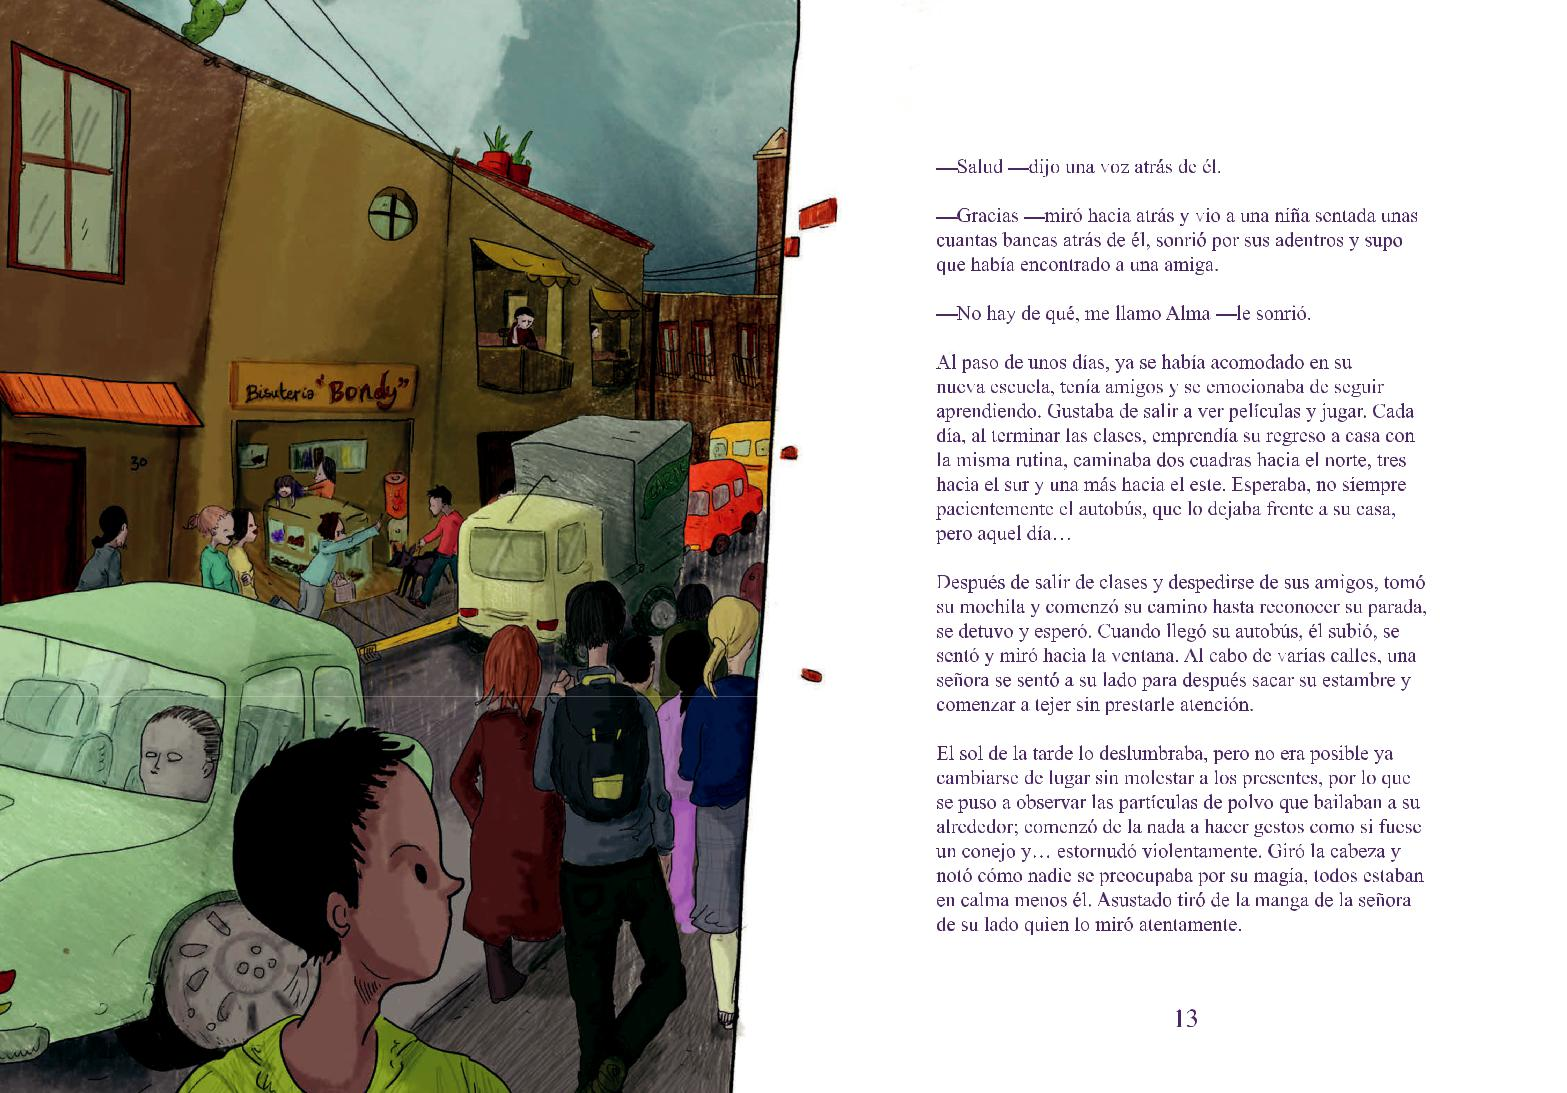 Bisutería "Bondy"
30
—Salud —dijo una voz atrás de él.
—Gracias —miró hacia atrás y vio a una niña sentada unas
cuantas bancas atrás de él, sonrió por sus adentros y supo
que había encontrado a una amiga.
—No hay de qué, me llamo Alma —le sonrió.
Al paso de unos días, ya se había acomodado en su
nueva escuela, tenía amigos y se emocionaba de seguir
aprendiendo. Gustaba de salir a ver películas y jugar. Cada
día, al terminar las clases, emprendía su regreso a casa con
la misma rutina, caminaba dos cuadras hacia el norte, tres
hacia el sur y una más hacia el este. Esperaba, no siempre
pacientemente el autobús, que lo dejaba frente a su casa,
pero aquel día…
Después de salir de clases y despedirse de sus amigos, tomó
su mochila y comenzó su camino hasta reconocer su parada,
se detuvo y esperó. Cuando llegó su autobús, él subió, se
sentó y miró hacia la ventana. Al cabo de varias calles, una
señora se sentó a su lado para después sacar su estambre y
comenzar a tejer sin prestarle atención.
El sol de la tarde lo deslumbraba, pero no era posible ya
cambiarse de lugar sin molestar a los presentes, por lo que
se puso a observar las partículas de polvo que bailaban a su
alrededor; comenzó de la nada a hacer gestos como si fuese
un conejo y… estornudó violentamente. Giró la cabeza y
notó cómo nadie se preocupaba por su magia, todos estaban
en calma menos él. Asustado tiró de la manga de la señora
de su lado quien lo miró atentamente.
13